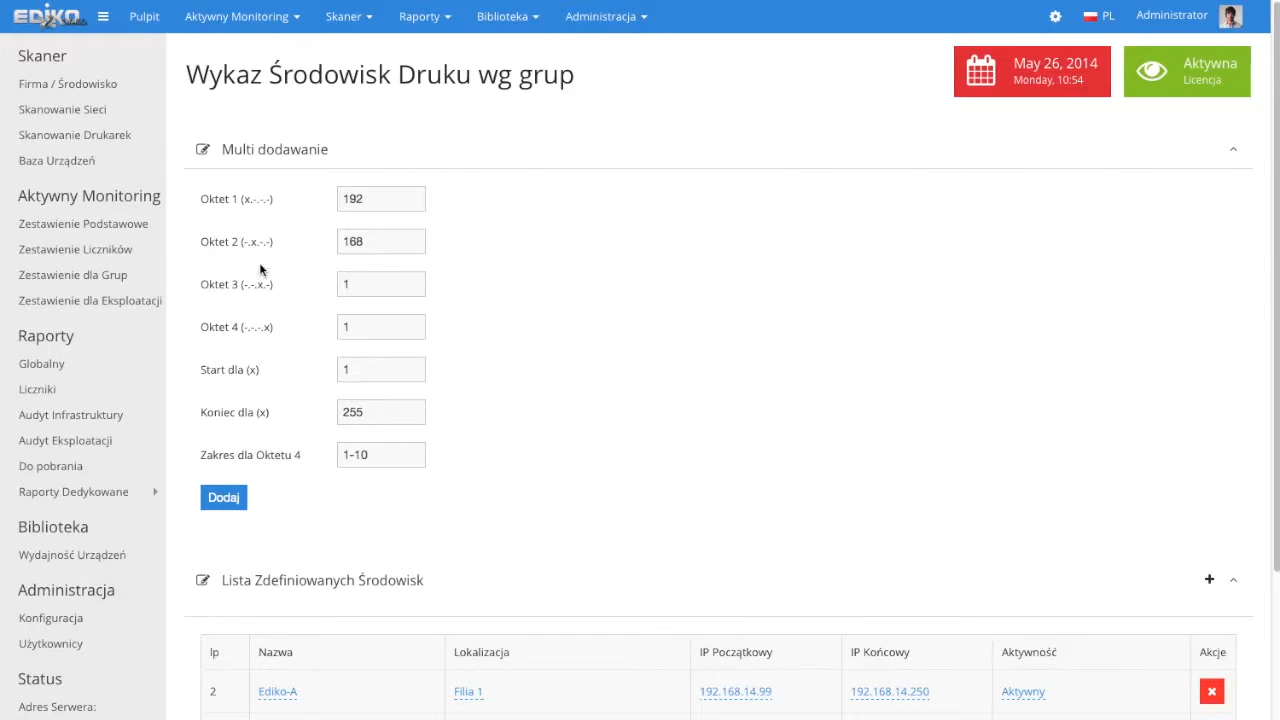 EDIKO
Pulpit
Aktywny Monitoring
Skaner
Raporty
Biblioteka
Administracja
PL
Administrator
Skaner
Firma / Środowisko
Skanowanie Sieci
Skanowanie Drukarek
Baza Urządzeń
Aktywny Monitoring
Zestawienie Podstawowe
Zestawienie Liczników
Zestawienie dla Grup
Zestawienie dla Eksploatacji
Raporty
Globalny
Liczniki
Audyt Infrastruktury
Audyt Eksploatacji
Do pobrania
Raporty Dedykowane
Biblioteka
Wydajność Urządzeń
Administracja
Konfiguracja
Użytkownicy
Status
Adres Serwera:
Wykaz Środowisk Druku wg grup
May 26, 2014
Monday, 10:54
Aktywna
Licencja
Multi dodawanie
Oktet 1 (x.-.-.-) 192
Oktet 2 (-.x.-.-) 168
Oktet 3 (-.-.x.-) 1
Oktet 4 (-.-.-.x) 1
Start dla (x) 1
Koniec dla (x) 255
Zakres dla Oktetu 4 1-10
Dodaj
Lista Zdefiniowanych Środowisk
lp Nazwa Lokalizacja IP Początkowy IP Końcowy Aktywność Akcje
2 Ediko-A Filia 1 192.168.14.99 192.168.14.250 Aktywny